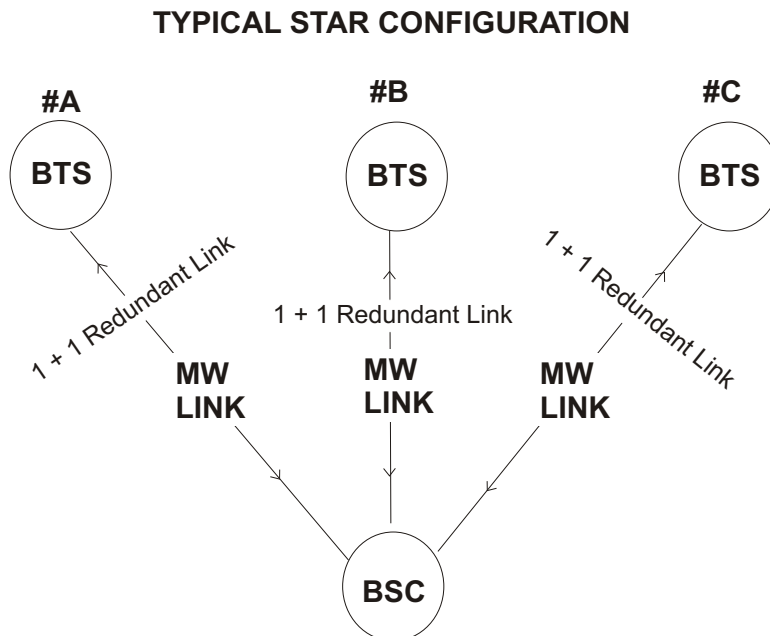 TYPICAL STAR CONFIGURATION
#A
#B
#C
BTS
BTS
BTS
1 + 1 Redundant Link
1 + 1 Redundant Link
1 + 1 Redundant Link
MW
LINK
MW
LINK
MW
LINK
BSC